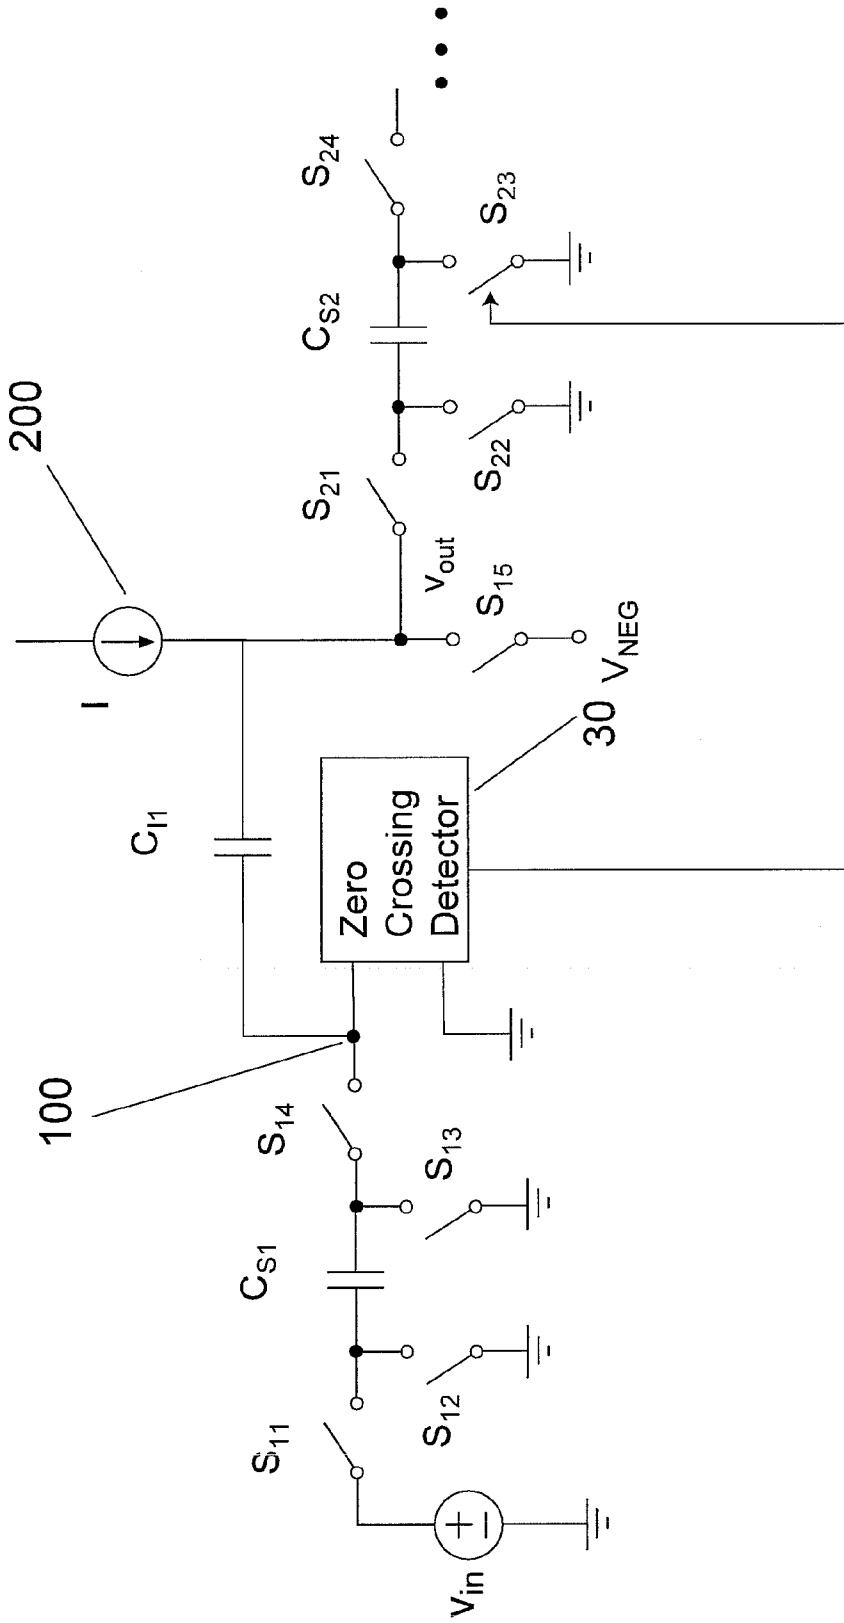 200
I
C_I1
100
S_14
Zero
Crossing
Detector
30
C_S1
S_13
S_11
S_12
V_in
v_out
S_15
V_NEG
S_21
S_22
C_S2
S_23
S_24